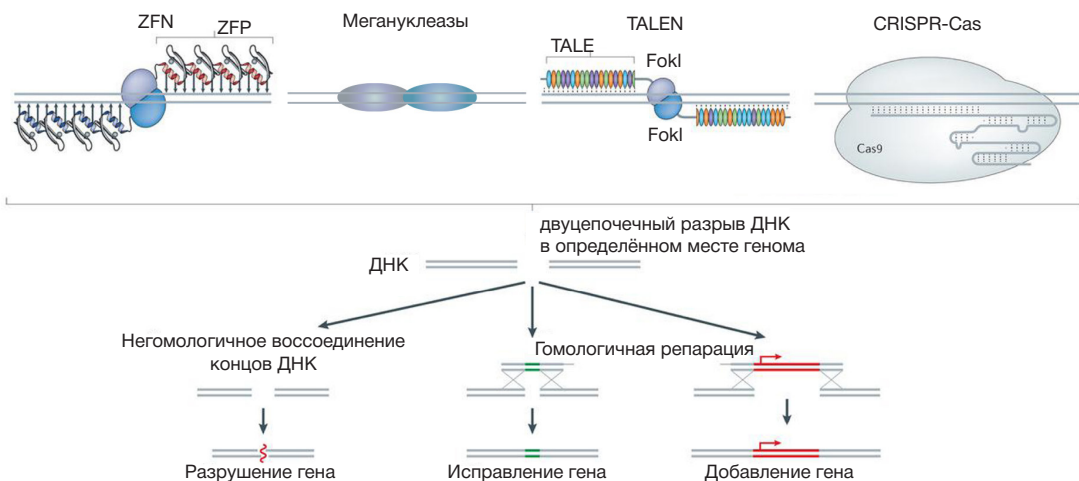 ZFN
ZFP
Мегануклеазы
TALEN
TALE
FokI
FokI
CRISPR-Cas
Cas9
двуцепочечный разрыв ДНК
в определённом месте генома
ДНК
Негомологичное воссоединение
концов ДНК
Гомологичная репарация
Разрушение гена
Исправление гена
Добавление гена